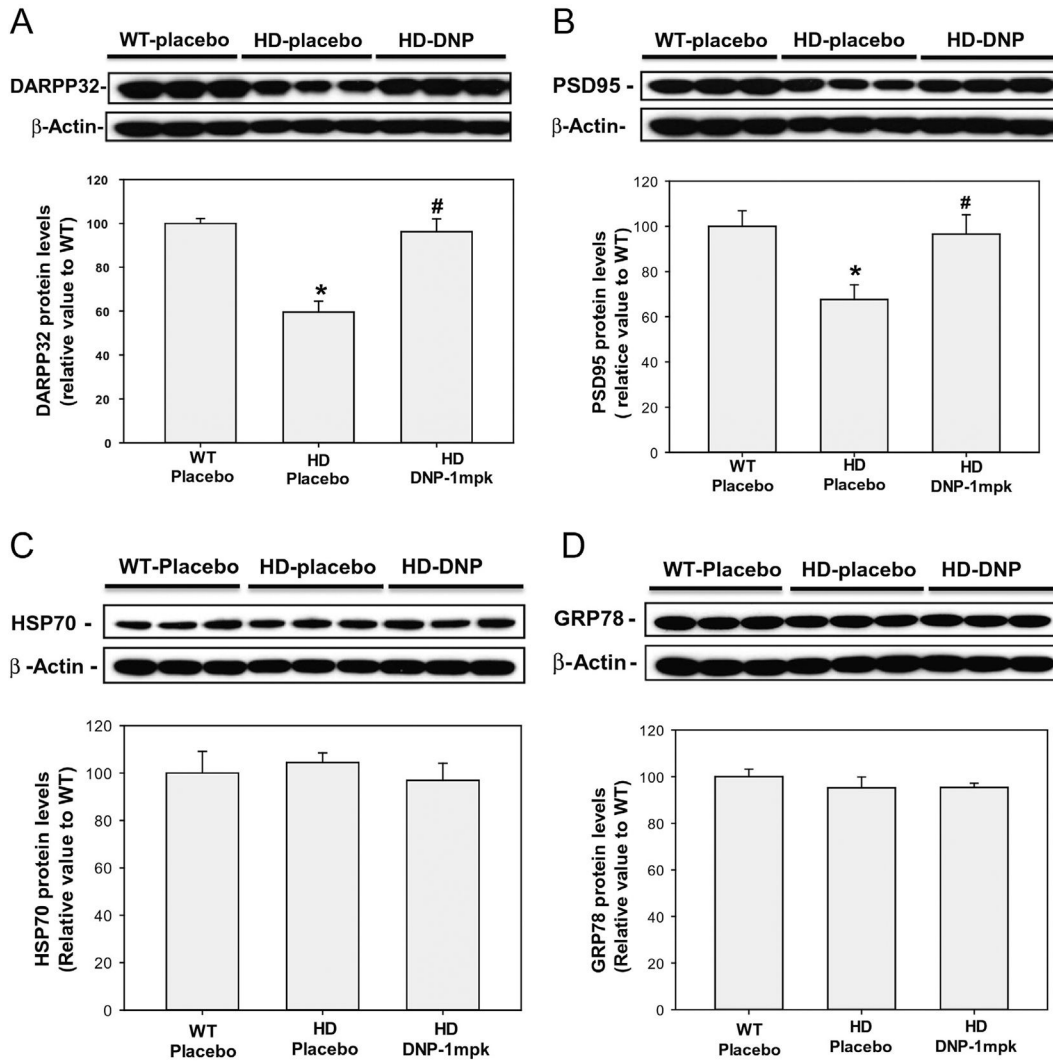 A
WT-placebo HD-placebo HD-DNP
DARPP32-
β-Actin-
DARPP32 protein levels
(relative value to WT)
120
100
80
60
40
20
0
*
#
WT
Placebo
HD
Placebo
HD
DNP-1mpk
B
WT-placebo HD-placebo HD-DNP
PSD95 -
β-Actin-
PSD95 protein levels
( relatice value to WT)
120
100
80
60
40
20
0
*
#
WT
Placebo
HD
Placebo
HD
DNP-1mpk
C
WT-Placebo HD-placebo HD-DNP
HSP70 -
β -Actin -
HSP70 protein levels
(Relative value to WT)
120
100
80
60
40
20
0
WT
Placebo
HD
Placebo
HD
DNP-1mpk
D
WT-Placebo HD-placebo HD-DNP
GRP78 -
β-Actin -
GRP78 protein levels
(Relative value to WT)
120
100
80
60
40
20
0
WT
Placebo
HD
Placebo
HD
DNP-1mpk